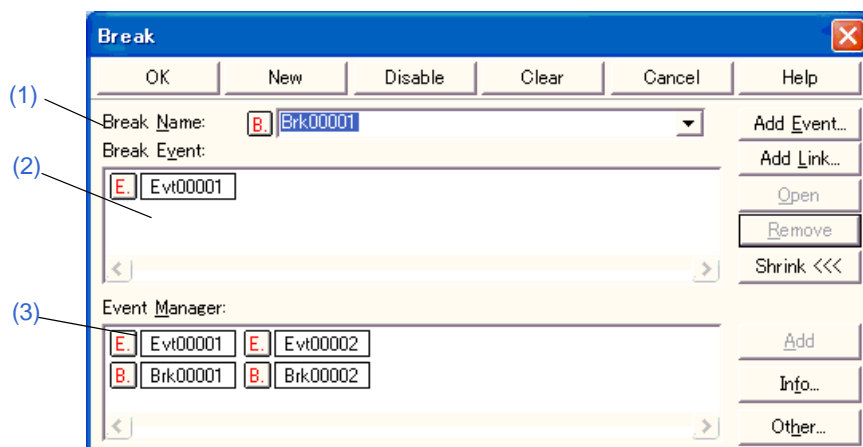 Break
OK New Disable Clear Cancel Help
(1)
Break Name: B. Brk00001 Add Event...
Break Event: Add Link...
(2)
E. Evt00001 Open
Remove
Shrink <<<
Event Manager:
(3)
E. Evt00001 E. Evt00002 Add
B. Brk00001 B. Brk00002 Info...
Other...